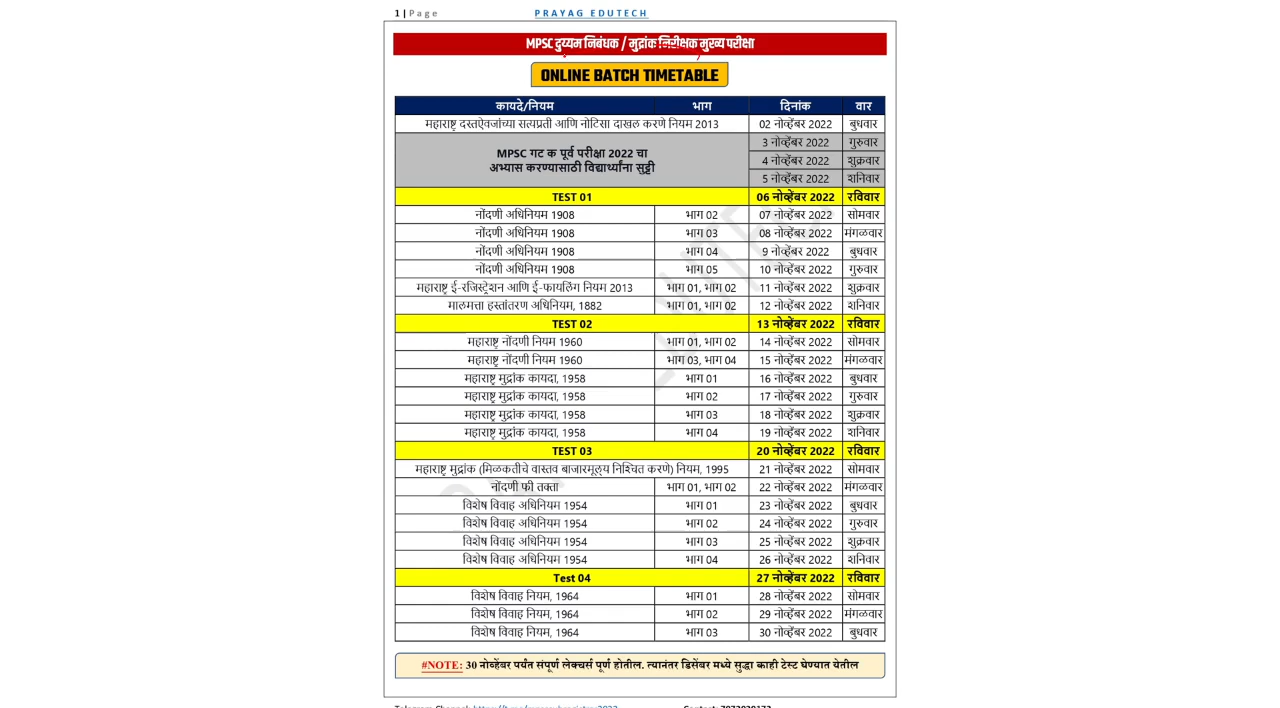 1 | Page PRAYAG EDUTECH
MPSC दुय्यम निबंधक / मुद्रांक निरीक्षक मुख्य परीक्षा
ONLINE BATCH TIMETABLE
कायदे/नियम भाग दिनांक वार
महाराष्ट्र दस्तऐवजांच्या सत्यप्रती आणि नोटिसा दाखल करणे नियम 2013 02 नोव्हेंबर 2022 बुधवार
MPSC गट क पूर्व परीक्षा 2022 चा
अभ्यास करण्यासाठी विद्यार्थ्यांना सुट्टी
3 नोव्हेंबर 2022 गुरुवार
4 नोव्हेंबर 2022 शुक्रवार
5 नोव्हेंबर 2022 शनिवार
TEST 01 06 नोव्हेंबर 2022 रविवार
नोंदणी अधिनियम 1908 भाग 02 07 नोव्हेंबर 2022 सोमवार
नोंदणी अधिनियम 1908 भाग 03 08 नोव्हेंबर 2022 मंगळवार
नोंदणी अधिनियम 1908 भाग 04 9 नोव्हेंबर 2022 बुधवार
नोंदणी अधिनियम 1908 भाग 05 10 नोव्हेंबर 2022 गुरुवार
महाराष्ट्र ई-रजिस्ट्रेशन आणि ई-फायलिंग नियम 2013 भाग 01, भाग 02 11 नोव्हेंबर 2022 शुक्रवार
मालमत्ता हस्तांतरण अधिनियम, 1882 भाग 01, भाग 02 12 नोव्हेंबर 2022 शनिवार
TEST 02 13 नोव्हेंबर 2022 रविवार
महाराष्ट्र नोंदणी नियम 1960 भाग 01, भाग 02 14 नोव्हेंबर 2022 सोमवार
महाराष्ट्र नोंदणी नियम 1960 भाग 03, भाग 04 15 नोव्हेंबर 2022 मंगळवार
महाराष्ट्र मुद्रांक कायदा, 1958 भाग 01 16 नोव्हेंबर 2022 बुधवार
महाराष्ट्र मुद्रांक कायदा, 1958 भाग 02 17 नोव्हेंबर 2022 गुरुवार
महाराष्ट्र मुद्रांक कायदा, 1958 भाग 03 18 नोव्हेंबर 2022 शुक्रवार
महाराष्ट्र मुद्रांक कायदा, 1958 भाग 04 19 नोव्हेंबर 2022 शनिवार
TEST 03 20 नोव्हेंबर 2022 रविवार
महाराष्ट्र मुद्रांक (मिळकतीचे वास्तव बाजारमूल्य निश्चित करणे) नियम, 1995 21 नोव्हेंबर 2022 सोमवार
नोंदणी फी तक्ता भाग 01, भाग 02 22 नोव्हेंबर 2022 मंगळवार
विशेष विवाह अधिनियम 1954 भाग 01 23 नोव्हेंबर 2022 बुधवार
विशेष विवाह अधिनियम 1954 भाग 02 24 नोव्हेंबर 2022 गुरुवार
विशेष विवाह अधिनियम 1954 भाग 03 25 नोव्हेंबर 2022 शुक्रवार
विशेष विवाह अधिनियम 1954 भाग 04 26 नोव्हेंबर 2022 शनिवार
Test 04 27 नोव्हेंबर 2022 रविवार
विशेष विवाह नियम, 1964 भाग 01 28 नोव्हेंबर 2022 सोमवार
विशेष विवाह नियम, 1964 भाग 02 29 नोव्हेंबर 2022 मंगळवार
विशेष विवाह नियम, 1964 भाग 03 30 नोव्हेंबर 2022 बुधवार
#NOTE: 30 नोव्हेंबर पर्यंत संपूर्ण लेक्चर्स पूर्ण होतील. त्यानंतर डिसेंबर मध्ये सुद्धा काही टेस्ट घेण्यात येतील